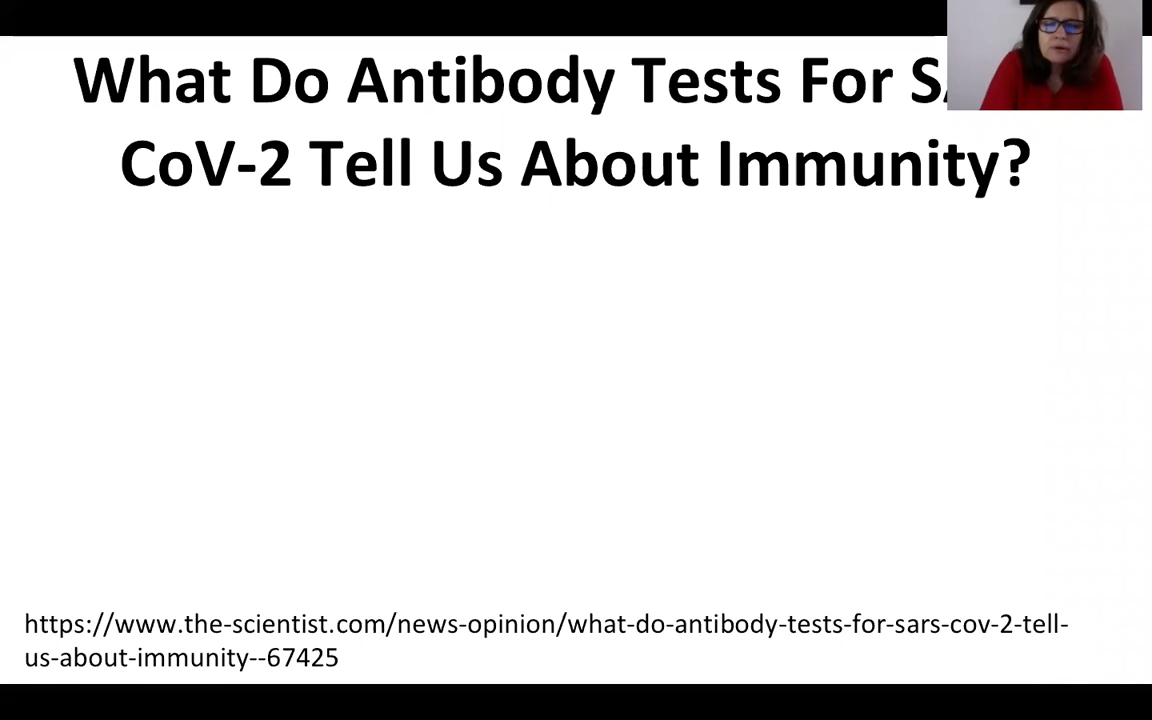 What Do Antibody Tests For
CoV-2 Tell Us About Immunity?
https://www.the-scientist.com/news-opinion/what-do-antibody-tests-for-sars-cov-2-tell-
us-about-immunity--67425